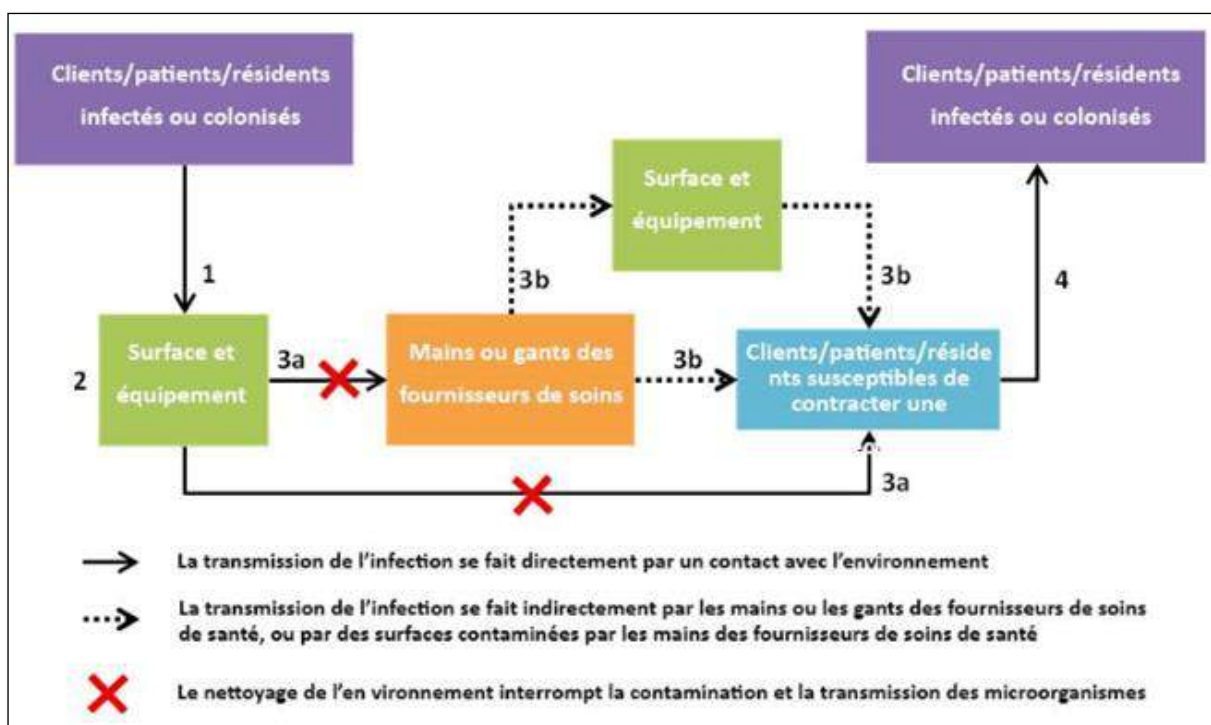 Clients/patients/résidents
infectés ou colonisés
Clients/patients/résidents
infectés ou colonisés
Surface et
équipement
1
3b
3b
4
2
Surface et
équipement
3a
Mains ou gants des
fournisseurs de soins
3b
Clients/patients/réside
nts susceptibles de
contracter une
3a
La transmission de l'infection se fait directement par un contact avec l'environnement
La transmission de l'infection se fait indirectement par les mains ou les gants des fournisseurs de soins
de santé, ou par des surfaces contaminées par les mains des fournisseurs de soins de santé
Le nettoyage de l'en vironnement interrompt la contamination et la transmission des microorganismes